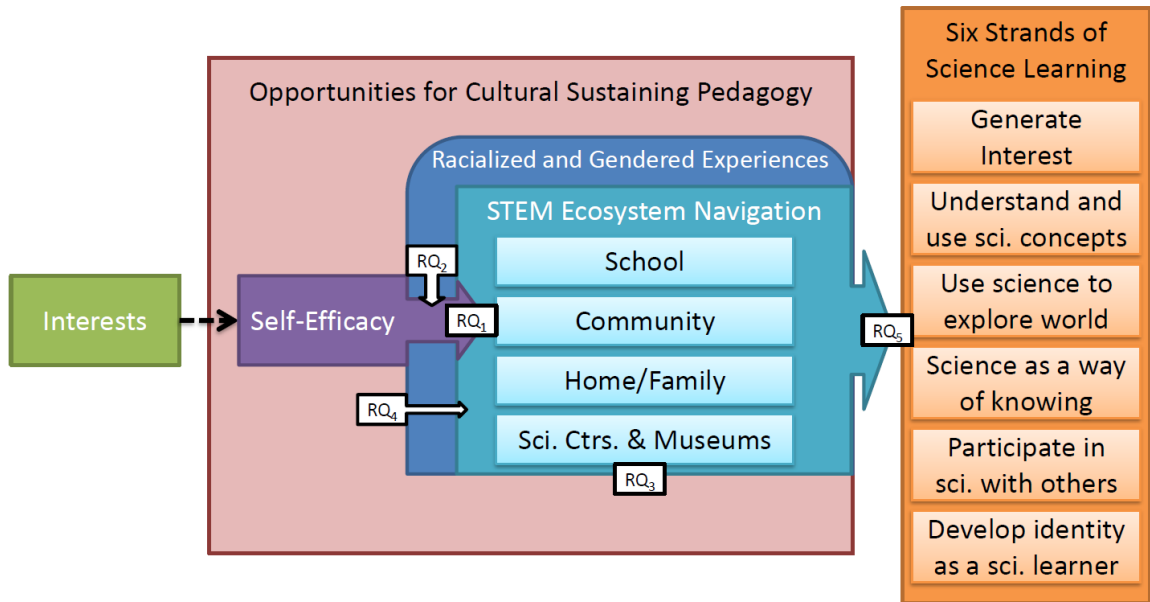 Opportunities for Cultural Sustaining Pedagogy
Racialized and Gendered Experiences
STEM Ecosystem Navigation
School
Community
Home/Family
Sci. Ctrs. & Museums
Interests
Self-Efficacy
RQ2
RQ1
RQ4
RQ3
RQ5
Six Strands of
Science Learning
Generate
Interest
Understand and
use sci. concepts
Use science to
explore world
Science as a way
of knowing
Participate in
sci. with others
Develop identity
as a sci. learner